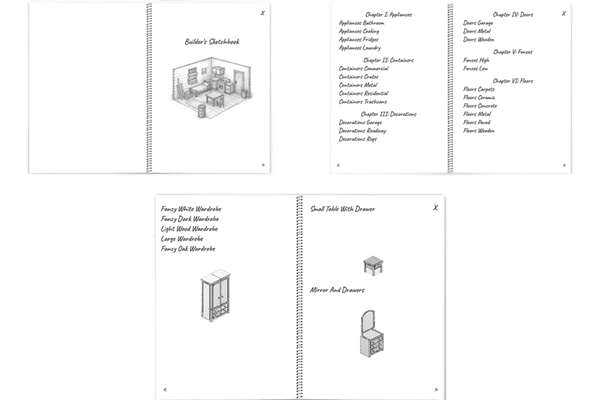 X
Builder's Sketchbook
>
Chapter I: Appliances
Appliances Bathroom
Appliances Cooking
Appliances Fridges
Appliances Laundry
Chapter II: Containers
Containers Commercial
Containers Crates
Containers Metal
Containers Residential
Containers Trashcans
Chapter III: Decorations
Decorations Garage
Decorations Roadway
Decorations Rugs
<
Chapter IV: Doors
X
Doors Garage
Doors Metal
Doors Wooden
Chapter V: Fences
Fences High
Fences Low
Chapter VI: Floors
Floors Carpets
Floors Ceramic
Floors Concrete
Floors Metal
Floors Paved
Floors Wooden
>
Fancy White Wardrobe
Fancy Dark Wardrobe
Light Wood Wardrobe
Large Wardrobe
Fancy Oak Wardrobe
<
Small Table With Drawer
X
Mirror And Drawers
>